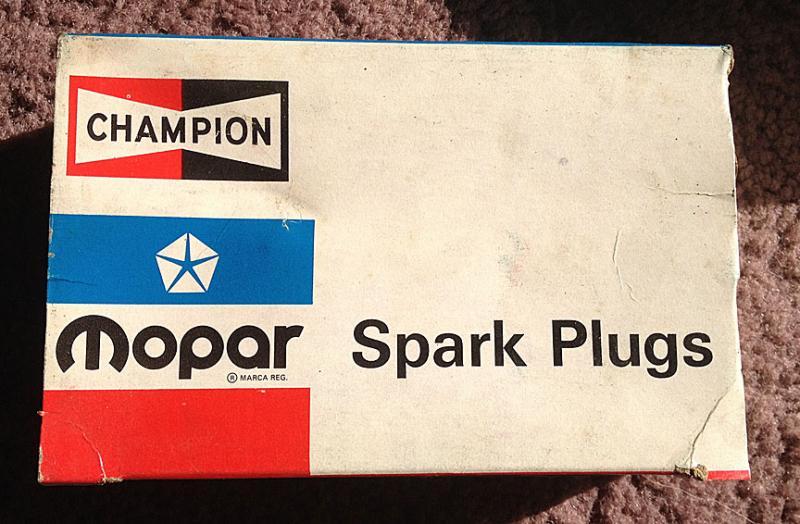 CHAMPION
Mopar
® MARCA REG.
Spark Plugs